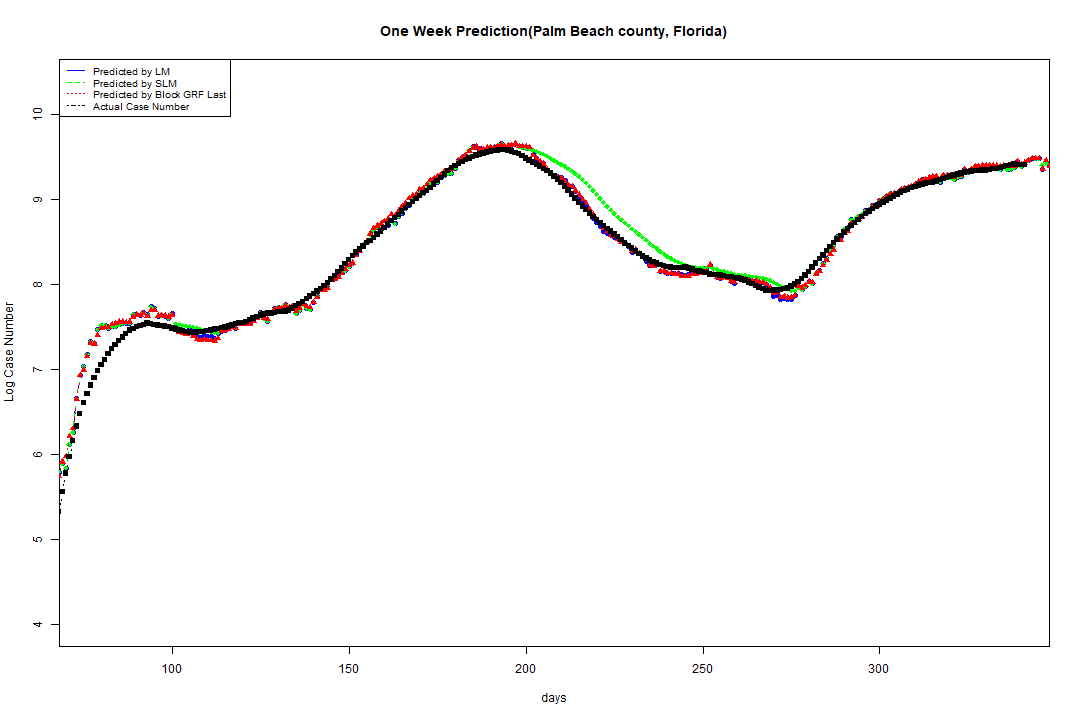 One Week Prediction(Palm Beach county, Florida)
Predicted by LM
Predicted by SLM
Predicted by Block GRF Last
Actual Case Number
Log Case Number
10
9
8
7
6
5
4
100 150 200 250 300
days